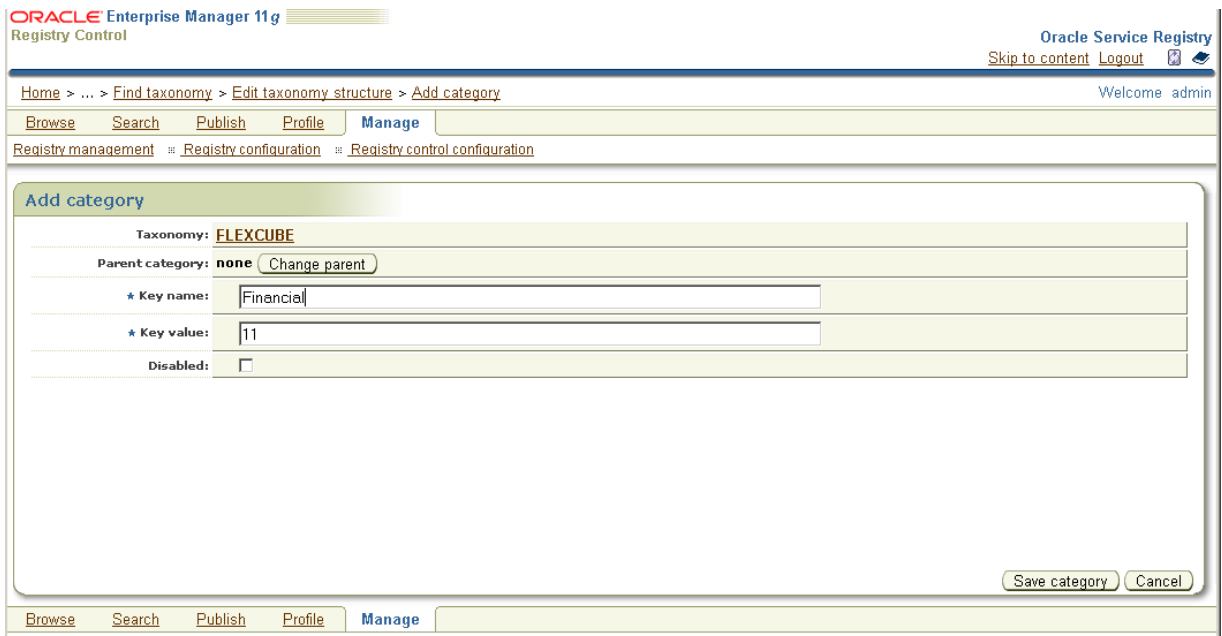 ORACLE Enterprise Manager 11g
Registry Control
Oracle Service Registry
Skip to content Logout
Home > ... > Find taxonomy > Edit taxonomy structure > Add category
Welcome admin
Browse Search Publish Profile Manage
Registry management Registry configuration Registry control configuration
Add category
Taxonomy: FLEXCUBE
Parent category: none Change parent
* Key name: Financial
* Key value: 11
Disabled:
Save category Cancel
Browse Search Publish Profile Manage